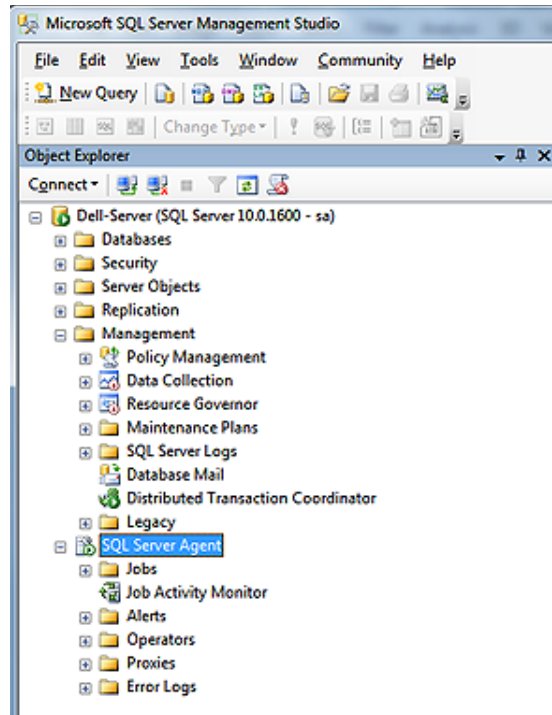 Microsoft SQL Server Management Studio
File Edit View Tools Window Community Help
New Query
Change Type
Object Explorer
Connect
Dell-Server (SQL Server 10.0.1600 - sa)
Databases
Security
Server Objects
Replication
Management
Policy Management
Data Collection
Resource Governor
Maintenance Plans
SQL Server Logs
Database Mail
Distributed Transaction Coordinator
Legacy
SQL Server Agent
Jobs
Job Activity Monitor
Alerts
Operators
Proxies
Error Logs